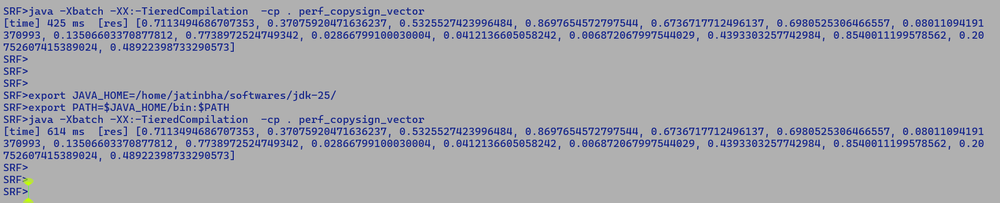 SRF>java -Xbatch -XX:-TieredCompilation  -cp . perf_copysign_vector
[time] 425 ms  [res] [0.7113494686707353, 0.37075920471636237, 0.5325527423996484, 0.8697654572797544, 0.6736717712496137, 0.6980525306466557, 0.08011094191
370993, 0.13506603370877812, 0.7738972524749342, 0.02866799100030004, 0.0412136605058242, 0.006872067997544029, 0.4393303257742984, 0.8540011199578562, 0.20
752607415389024, 0.48922398733290573]
SRF>
SRF>
SRF>
SRF>export JAVA_HOME=/home/jatinbha/softwares/jdk-25/
SRF>export PATH=$JAVA_HOME/bin:$PATH
SRF>java -Xbatch -XX:-TieredCompilation  -cp . perf_copysign_vector
[time] 614 ms  [res] [0.7113494686707353, 0.37075920471636237, 0.5325527423996484, 0.8697654572797544, 0.6736717712496137, 0.6980525306466557, 0.08011094191
370993, 0.13506603370877812, 0.7738972524749342, 0.02866799100030004, 0.0412136605058242, 0.006872067997544029, 0.4393303257742984, 0.8540011199578562, 0.20
752607415389024, 0.48922398733290573]
SRF>
SRF>
SRF>